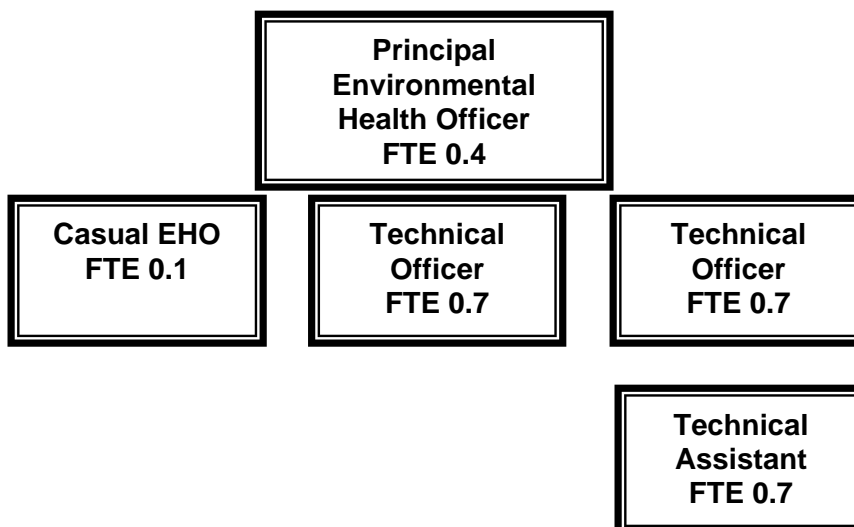 Principal
Environmental
Health Officer
FTE 0.4
Casual EHO
FTE 0.1
Technical
Officer
FTE 0.7
Technical
Officer
FTE 0.7
Technical
Assistant
FTE 0.7